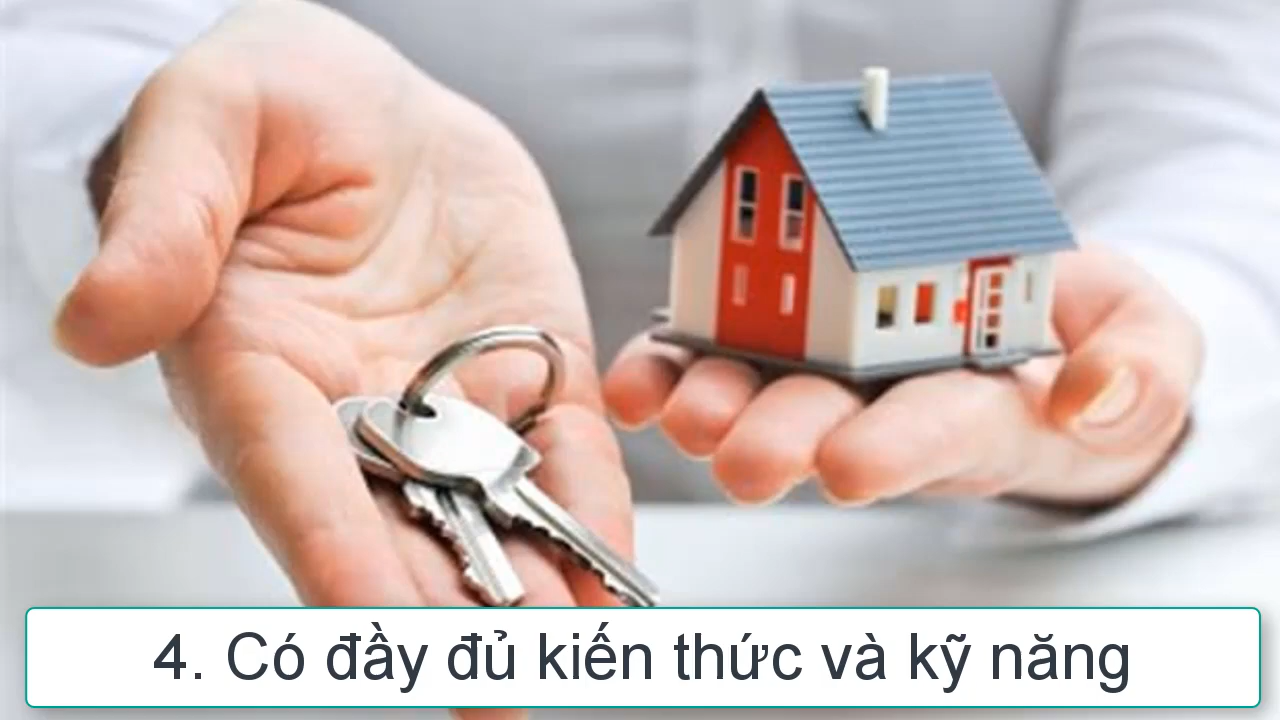 4. Có đầy đủ kiến thức và kỹ năng